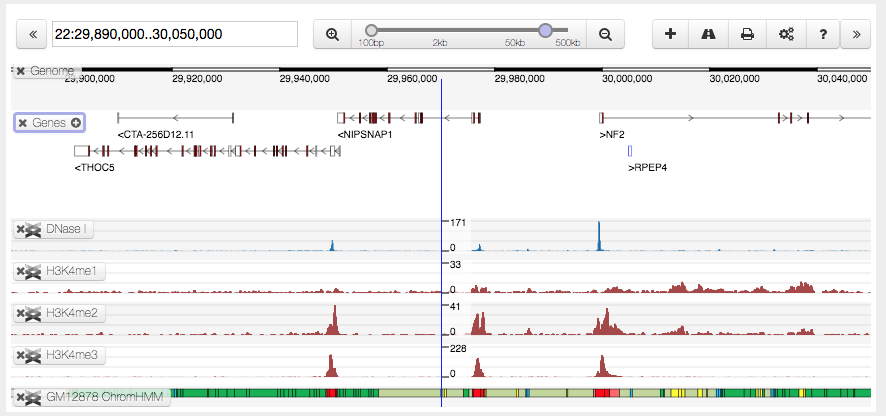 « 22:29,890,000..30,050,000 100bp 2kb 50kb 500kb + ? »
Genome
29,900,000 29,920,000 29,940,000 29,960,000 29,980,000 30,000,000 30,020,000 30,040,000
Genes
<CTA-256D12.11 <NIPSNAP1 >NF2
<THOC5 >RPEP4
DNase I 171
0
H3K4me1 33
0
H3K4me2 41
0
H3K4me3 228
0
GM12878 ChromHMM